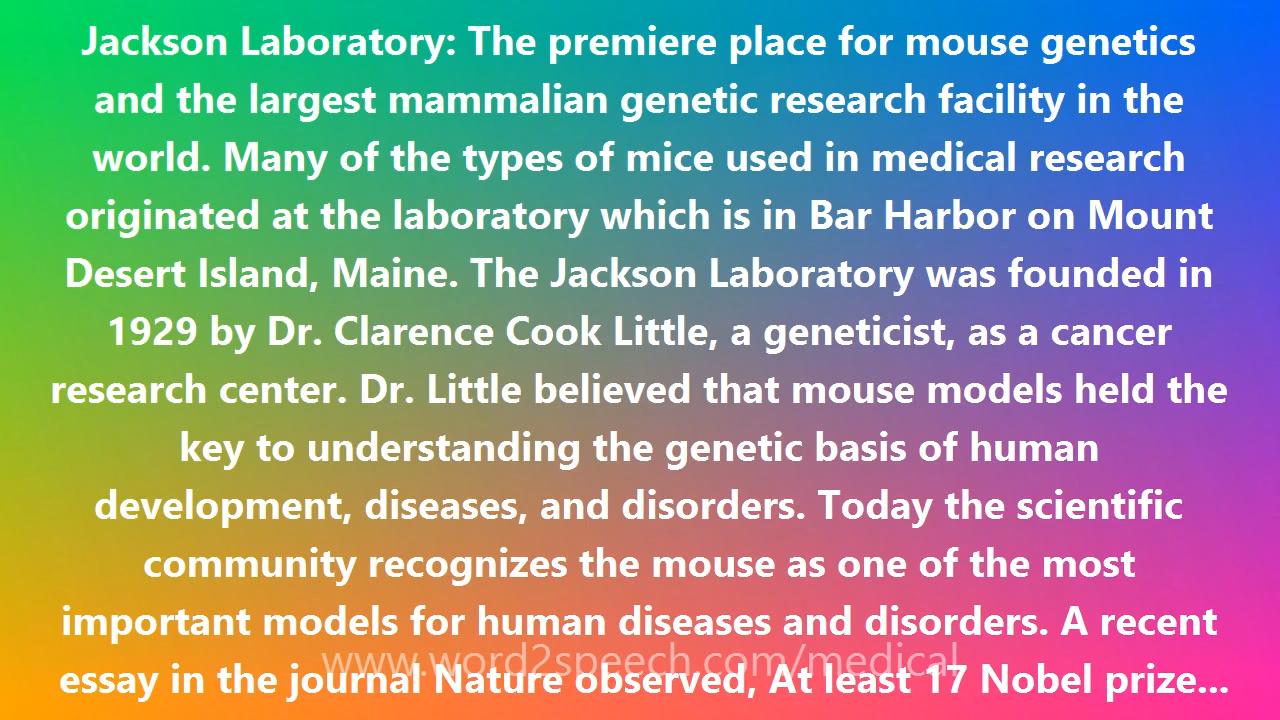 Jackson Laboratory: The premiere place for mouse genetics
and the largest mammalian genetic research facility in the
world. Many of the types of mice used in medical research
originated at the laboratory which is in Bar Harbor on Mount
Desert Island, Maine. The Jackson Laboratory was founded in
1929 by Dr. Clarence Cook Little, a geneticist, as a cancer
research center. Dr. Little believed that mouse models held the
key to understanding the genetic basis of human
development, diseases, and disorders. Today the scientific
community recognizes the mouse as one of the most
important models for human diseases and disorders. A recent
www.word2speech.com/medical
essay in the journal Nature observed, At least 17 Nobel prize...